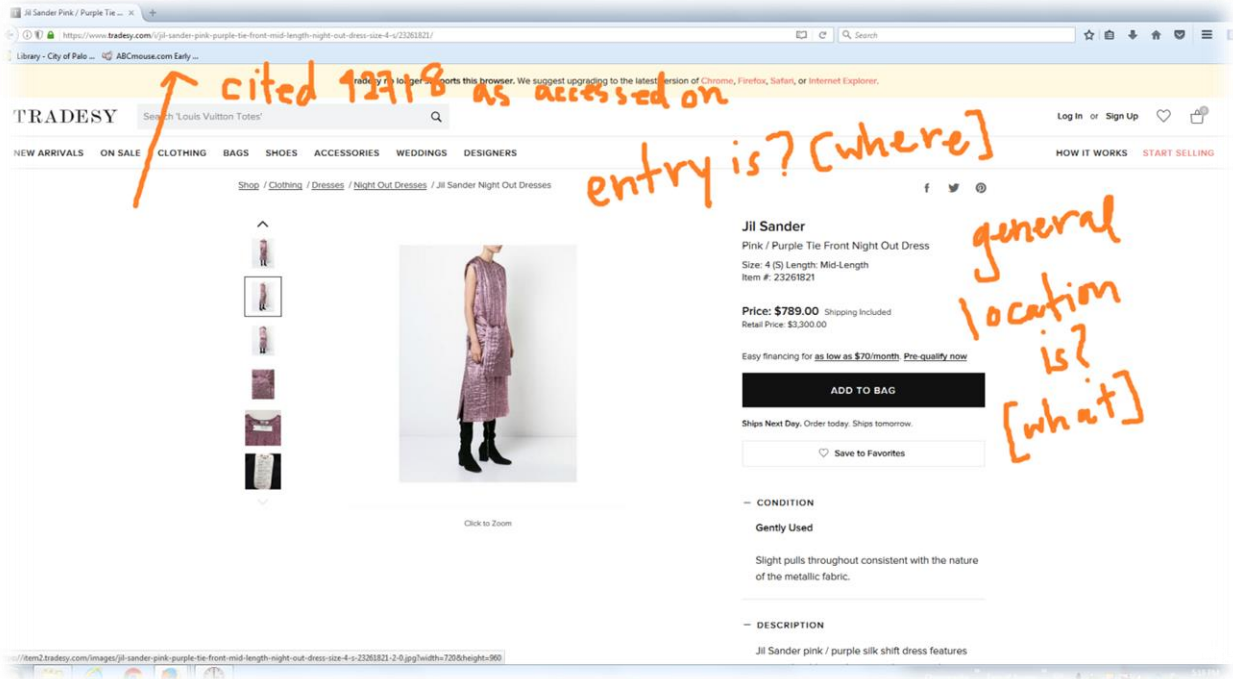 Jil Sander Pink / Purple Tie ...
https://www.tradesy.com/i/jil-sander-pink-purple-tie-front-mid-length-night-out-dress-size-4-s/23261821/
Search
Library - City of Palo ... ABCmouse.com Early ...
no longer supports this browser. We suggest upgrading to the latest version of Chrome, Firefox, Safari, or Internet Explorer.
cited as accessed on
TRADESY
Search 'Louis Vuitton Totes'
Log In or Sign Up
0
entry is? [where]
NEW ARRIVALS ON SALE CLOTHING BAGS SHOES ACCESSORIES WEDDINGS DESIGNERS
HOW IT WORKS START SELLING
Shop / Clothing / Dresses / Night Out Dresses / Jil Sander Night Out Dresses
Jil Sander
Pink / Purple Tie Front Night Out Dress
Size: 4 (S) Length: Mid-Length
Item #: 23261821
general
location
is?
[what]
Price: $789.00 Shipping Included
Retail Price: $3,300.00
Easy financing for as low as $70/month. Pre-qualify now
ADD TO BAG
Ships Next Day. Order today. Ships tomorrow.
Save to Favorites
Click to Zoom
— CONDITION
Gently Used
Slight pulls throughout consistent with the nature
of the metallic fabric.
— DESCRIPTION
Jil Sander pink / purple silk shift dress features
//item2.tradesy.com/images/jil-sander-pink-purple-tie-front-mid-length-night-out-dress-size-4-s-23261821-2-0.jpg?width=720&height=960